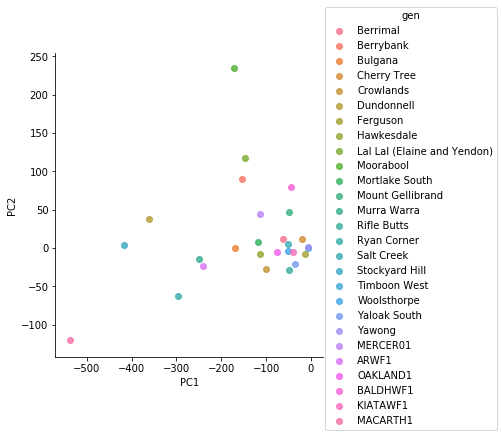 gen
Berrimal
Berrybank
Bulgana
Cherry Tree
Crowlands
Dundonnell
Ferguson
Hawkesdale
Lal Lal (Elaine and Yendon)
Moorabool
Mortlake South
Mount Gellibrand
Murra Warra
Rifle Butts
Ryan Corner
Salt Creek
Stockyard Hill
Timboon West
Woolsthorpe
Yaloak South
Yawong
MERCER01
ARWF1
OAKLAND1
BALDHWF1
KIATAWF1
MACARTH1
250
200
150
100
50
0
−50
−100
PC2
−500 −400 −300 −200 −100 0
PC1